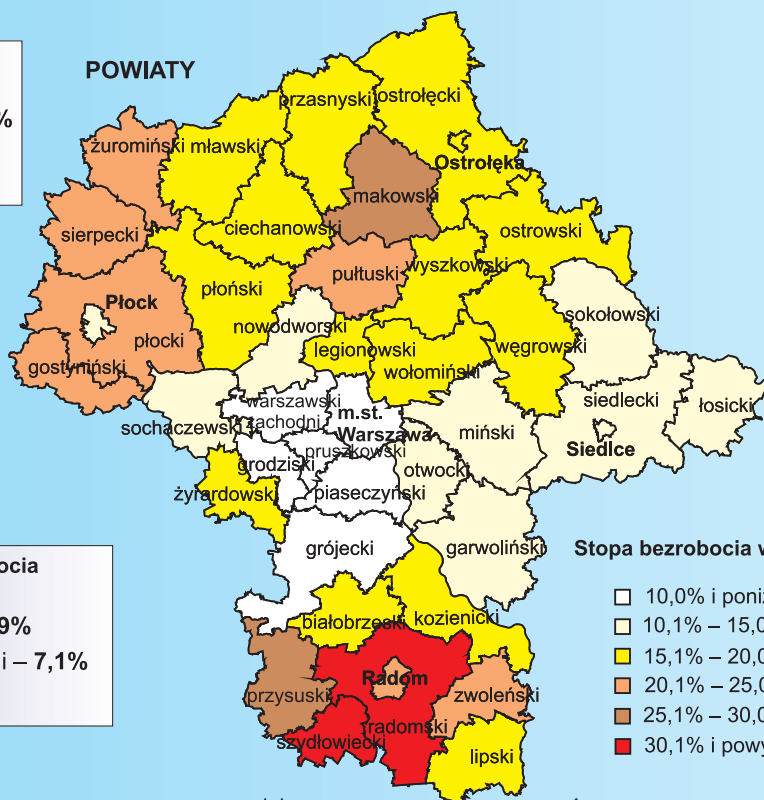 POWIATY
%
przasnyski
ostrołęcki
żuromiński
mławski
Ostrołęka
makowski
sierpecki
ciechanowski
ostrowski
pułtuski
wyszkowski
płoński
Płock
sokołowski
nowodworski
płocki
legionowski
węgrowski
gostyniński
wołomiński
siedlecki
łosicki
warszawski
zachodni
m.st.
Warszawa
sochaczewski
miński
Siedlce
pruszkowski
grodziski
otwocki
żyrardowski
piaseczyński
grójecki
garwoliński
ocia
9%
i – 7,1%
białobrzeski
kozienicki
Radom
przysuski
zwoleński
radomski
szydłowiecki
lipski
Stopa bezrobocia w
10,0% i poniż
10,1% – 15,0
15,1% – 20,0
20,1% – 25,0
25,1% – 30,0
30,1% i powy